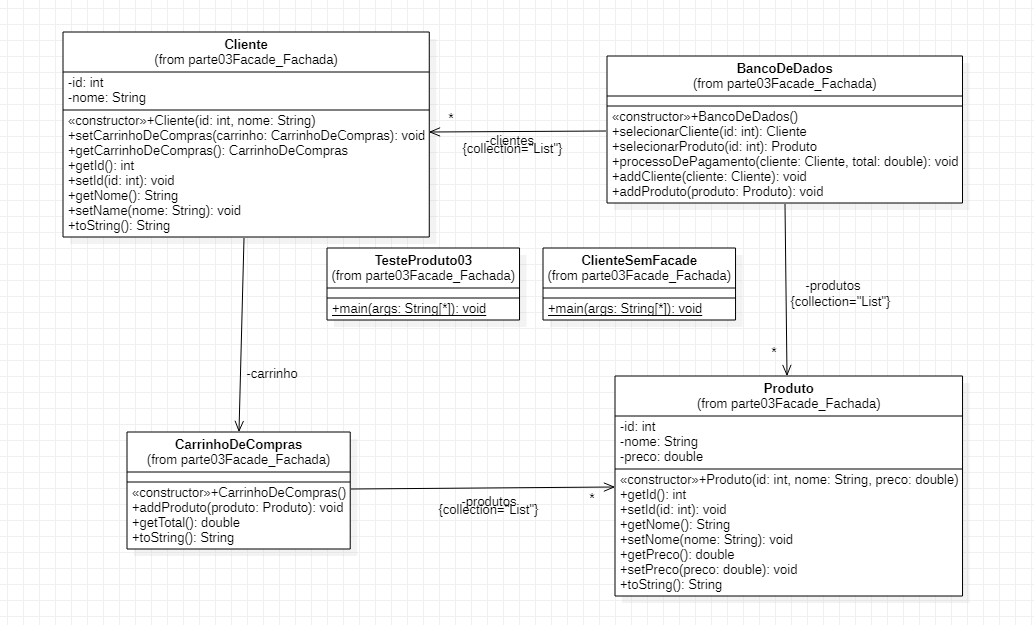 Cliente
(from parte03Facade_Fachada)
-id: int
-nome: String
«constructor»+Cliente(id: int, nome: String)
+setCarrinhoDeCompras(carrinho: CarrinhoDeCompras): void
+getCarrinhoDeCompras(): CarrinhoDeCompras
+getId(): int
+setId(id: int): void
+getNome(): String
+setName(nome: String): void
+toString(): String
*
-clientes
{collection="List"}
BancoDeDados
(from parte03Facade_Fachada)
«constructor»+BancoDeDados()
+selecionarCliente(id: int): Cliente
+selecionarProduto(id: int): Produto
+processoDePagamento(cliente: Cliente, total: double): void
+addCliente(cliente: Cliente): void
+addProduto(produto: Produto): void
TesteProduto03
(from parte03Facade_Fachada)
+main(args: String[*]): void
ClienteSemFacade
(from parte03Facade_Fachada)
+main(args: String[*]): void
-produtos
{collection="List"}
*
-carrinho
CarrinhoDeCompras
(from parte03Facade_Fachada)
«constructor»+CarrinhoDeCompras()
+addProduto(produto: Produto): void
+getTotal(): double
+toString(): String
-produtos
*
{collection="List"}
Produto
(from parte03Facade_Fachada)
-id: int
-nome: String
-preco: double
«constructor»+Produto(id: int, nome: String, preco: double)
+getId(): int
+setId(id: int): void
+getNome(): String
+setNome(nome: String): void
+getPreco(): double
+setPreco(preco: double): void
+toString(): String